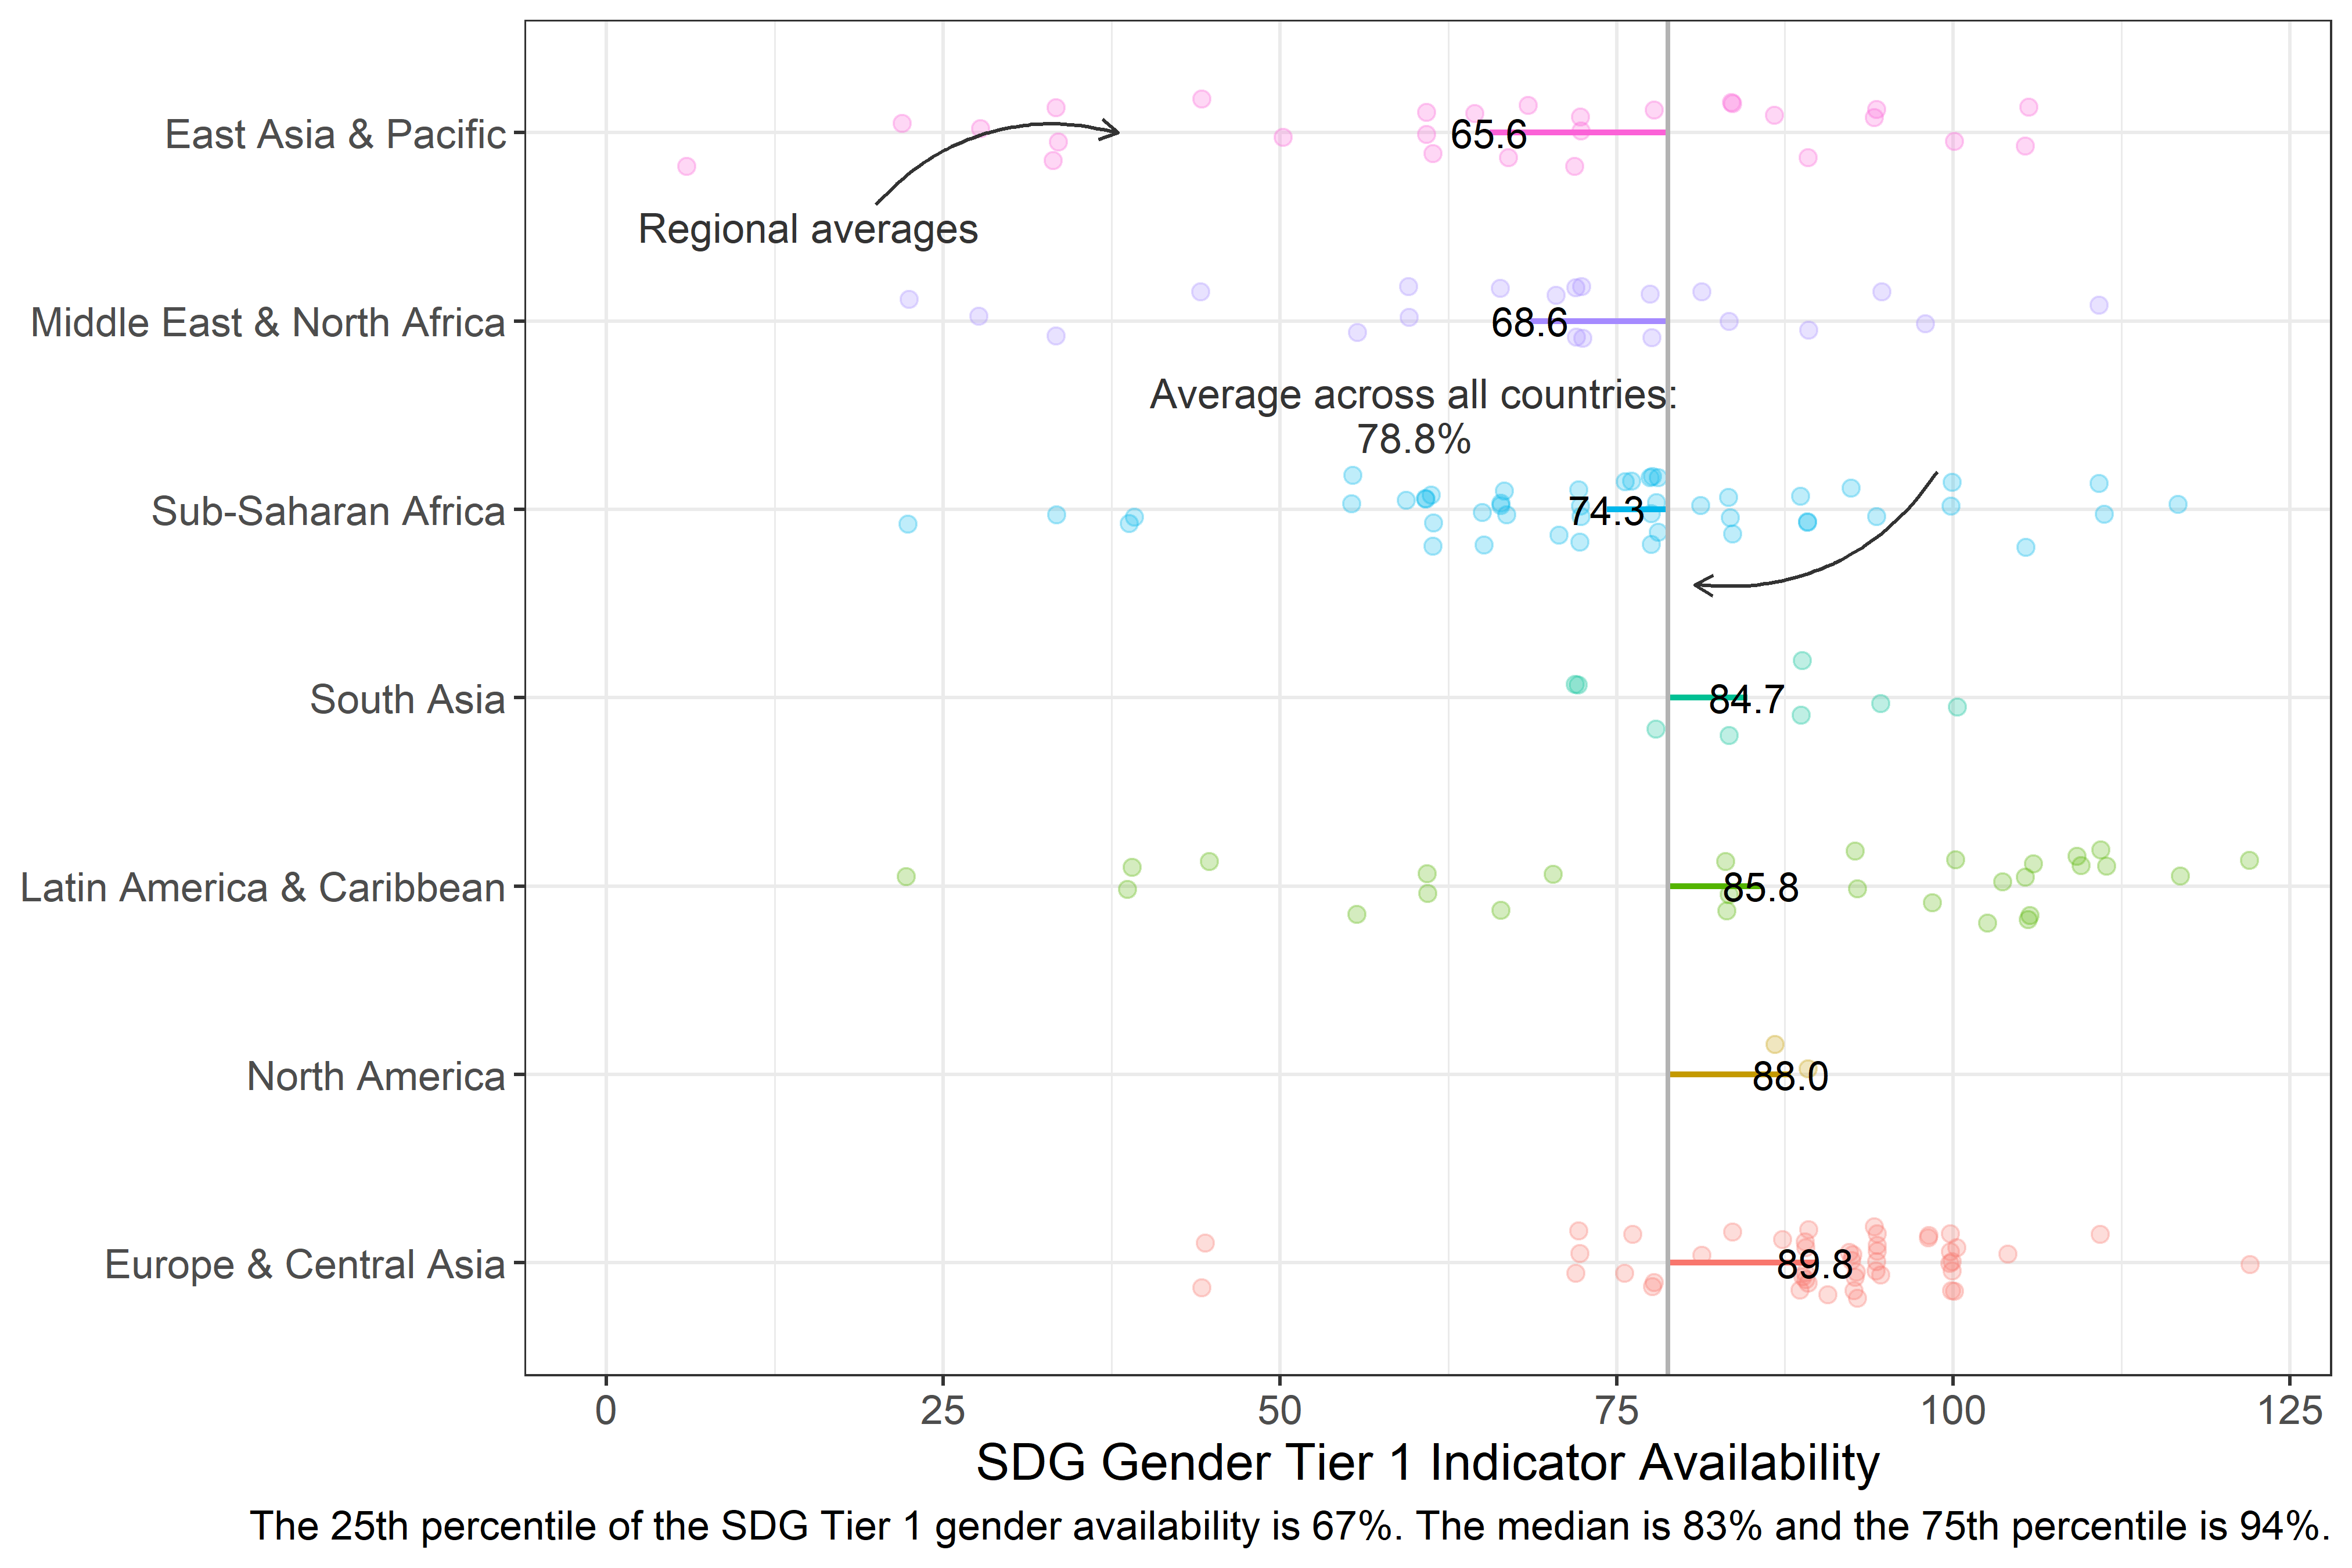 East Asia & Pacific
65.6
Regional averages
Middle East & North Africa
68.6
Average across all countries:
78.8%
Sub-Saharan Africa
74.3
South Asia
84.7
Latin America & Caribbean
85.8
North America
88.0
Europe & Central Asia
89.8
0 25 50 75 100 125
SDG Gender Tier 1 Indicator Availability
The 25th percentile of the SDG Tier 1 gender availability is 67%. The median is 83% and the 75th percentile is 94%.